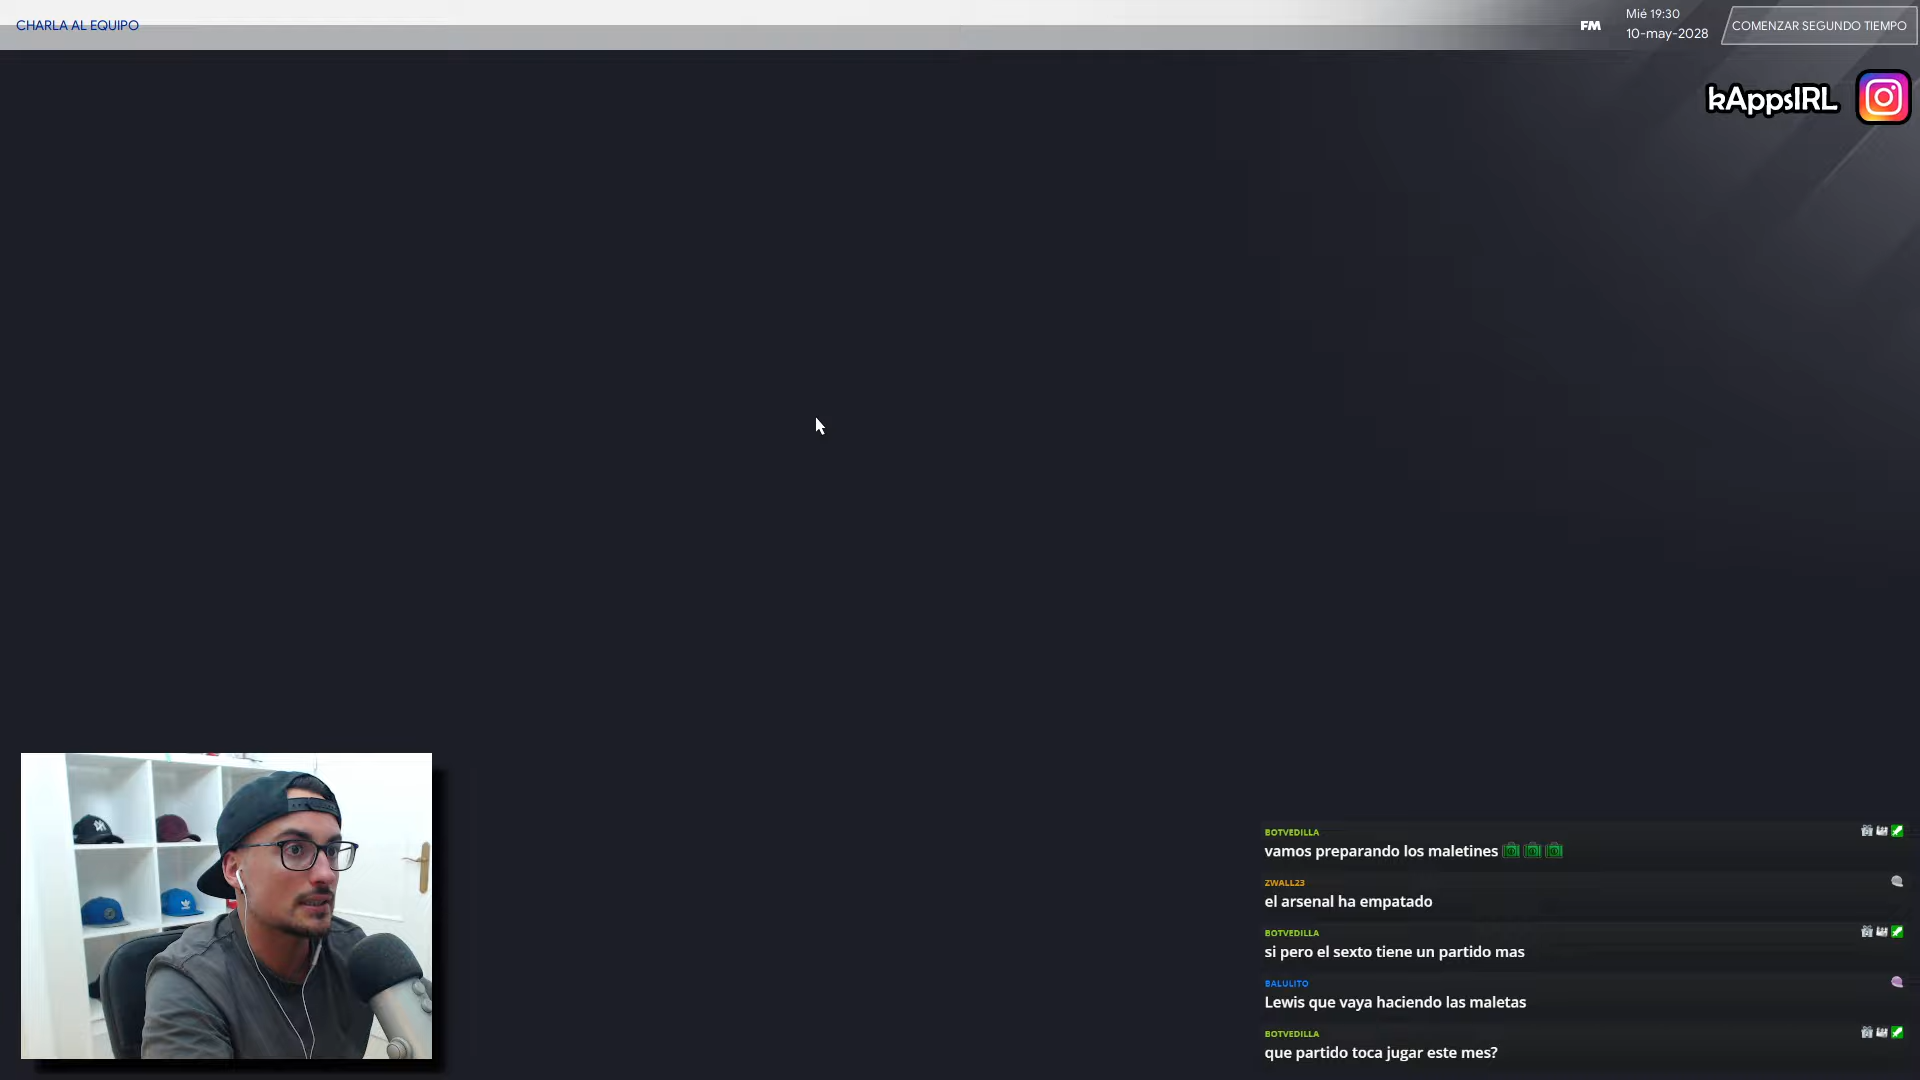 CHARLA AL EQUIPO
FM
Mié 19:30
10-may-2028
COMENZAR SEGUNDO TIEMPO
kAppsIRL
BOTVEDILLA
vamos preparando los maletines
ZWALL23
el arsenal ha empatado
BOTVEDILLA
si pero el sexto tiene un partido mas
BALULITO
Lewis que vaya haciendo las maletas
BOTVEDILLA
que partido toca jugar este mes?